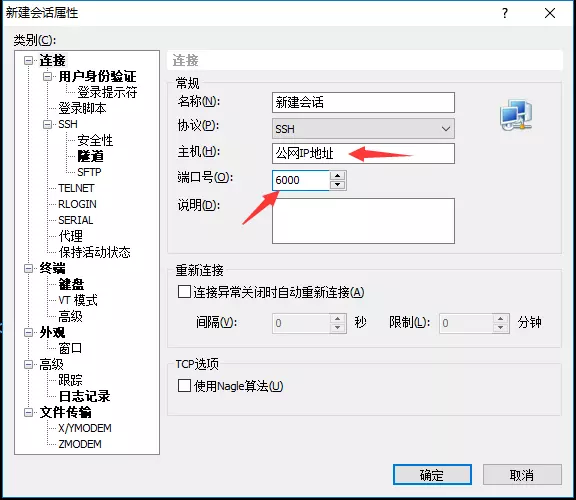 新建会话属性
?
类别(C):
连接
用户身份验证
登录提示符
登录脚本
SSH
安全性
隧道
SFTP
TELNET
RLOGIN
SERIAL
代理
保持活动状态
终端
键盘
VT 模式
高级
外观
窗口
高级
跟踪
日志记录
文件传输
X/YMODEM
ZMODEM
连接
常规
名称(N): 新建会话
协议(P): SSH
主机(H): 公网IP地址
端口号(O): 6000
说明(D):
重新连接
连接异常关闭时自动重新连接(A)
间隔(V): 0 秒 限制(L): 0 分钟
TCP选项
使用Nagle算法(U)
确定 取消